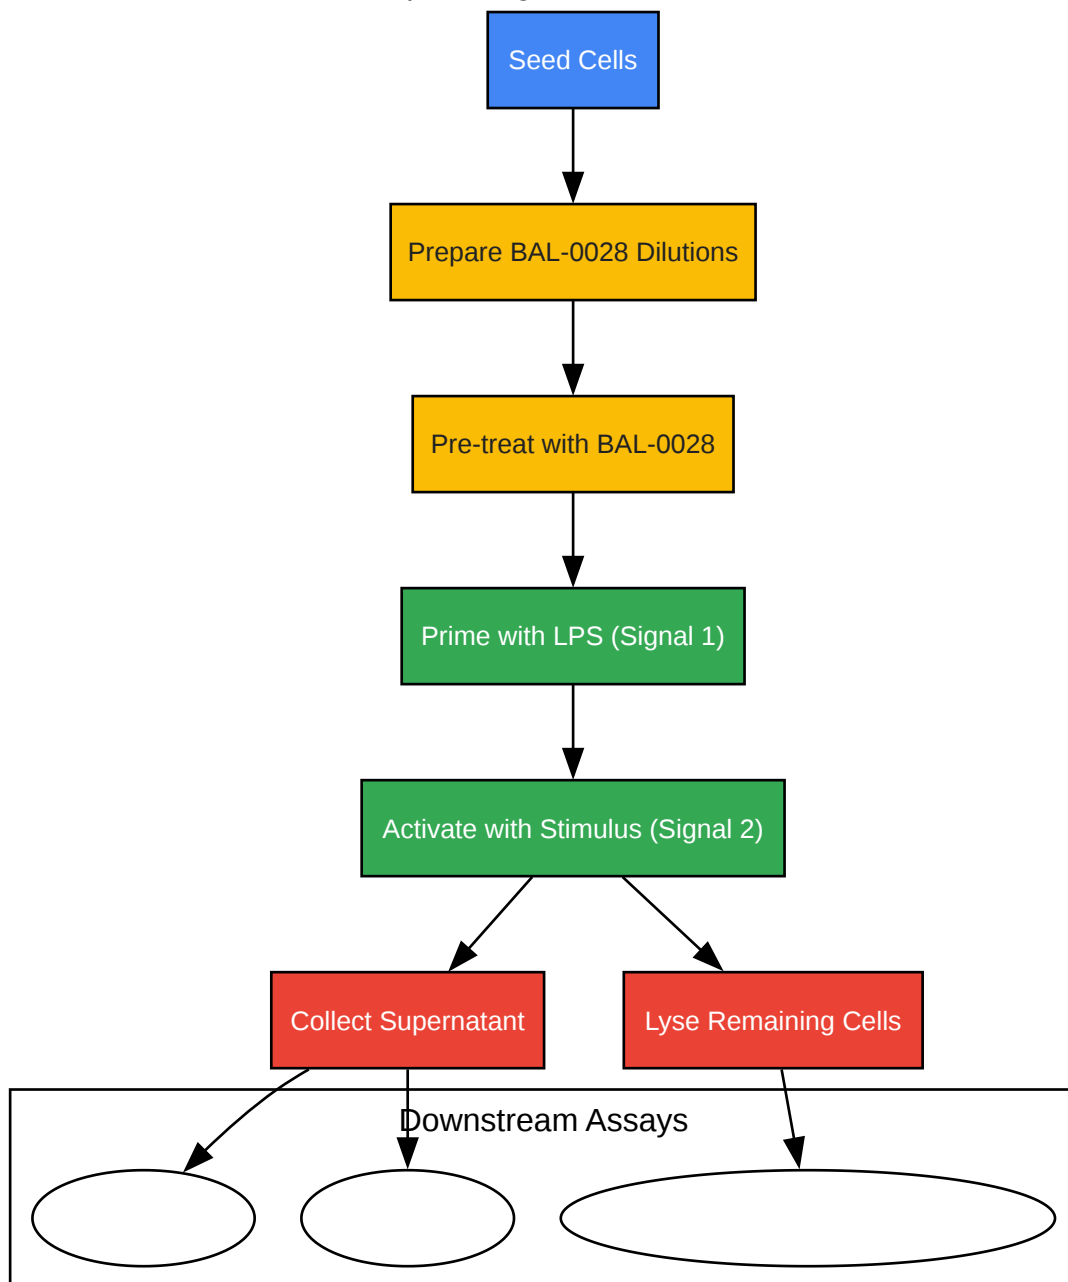 Seed Cells
Prepare BAL-0028 Dilutions
Pre-treat with BAL-0028
Prime with LPS (Signal 1)
Activate with Stimulus (Signal 2)
Collect Supernatant
Lyse Remaining Cells
Downstream Assays